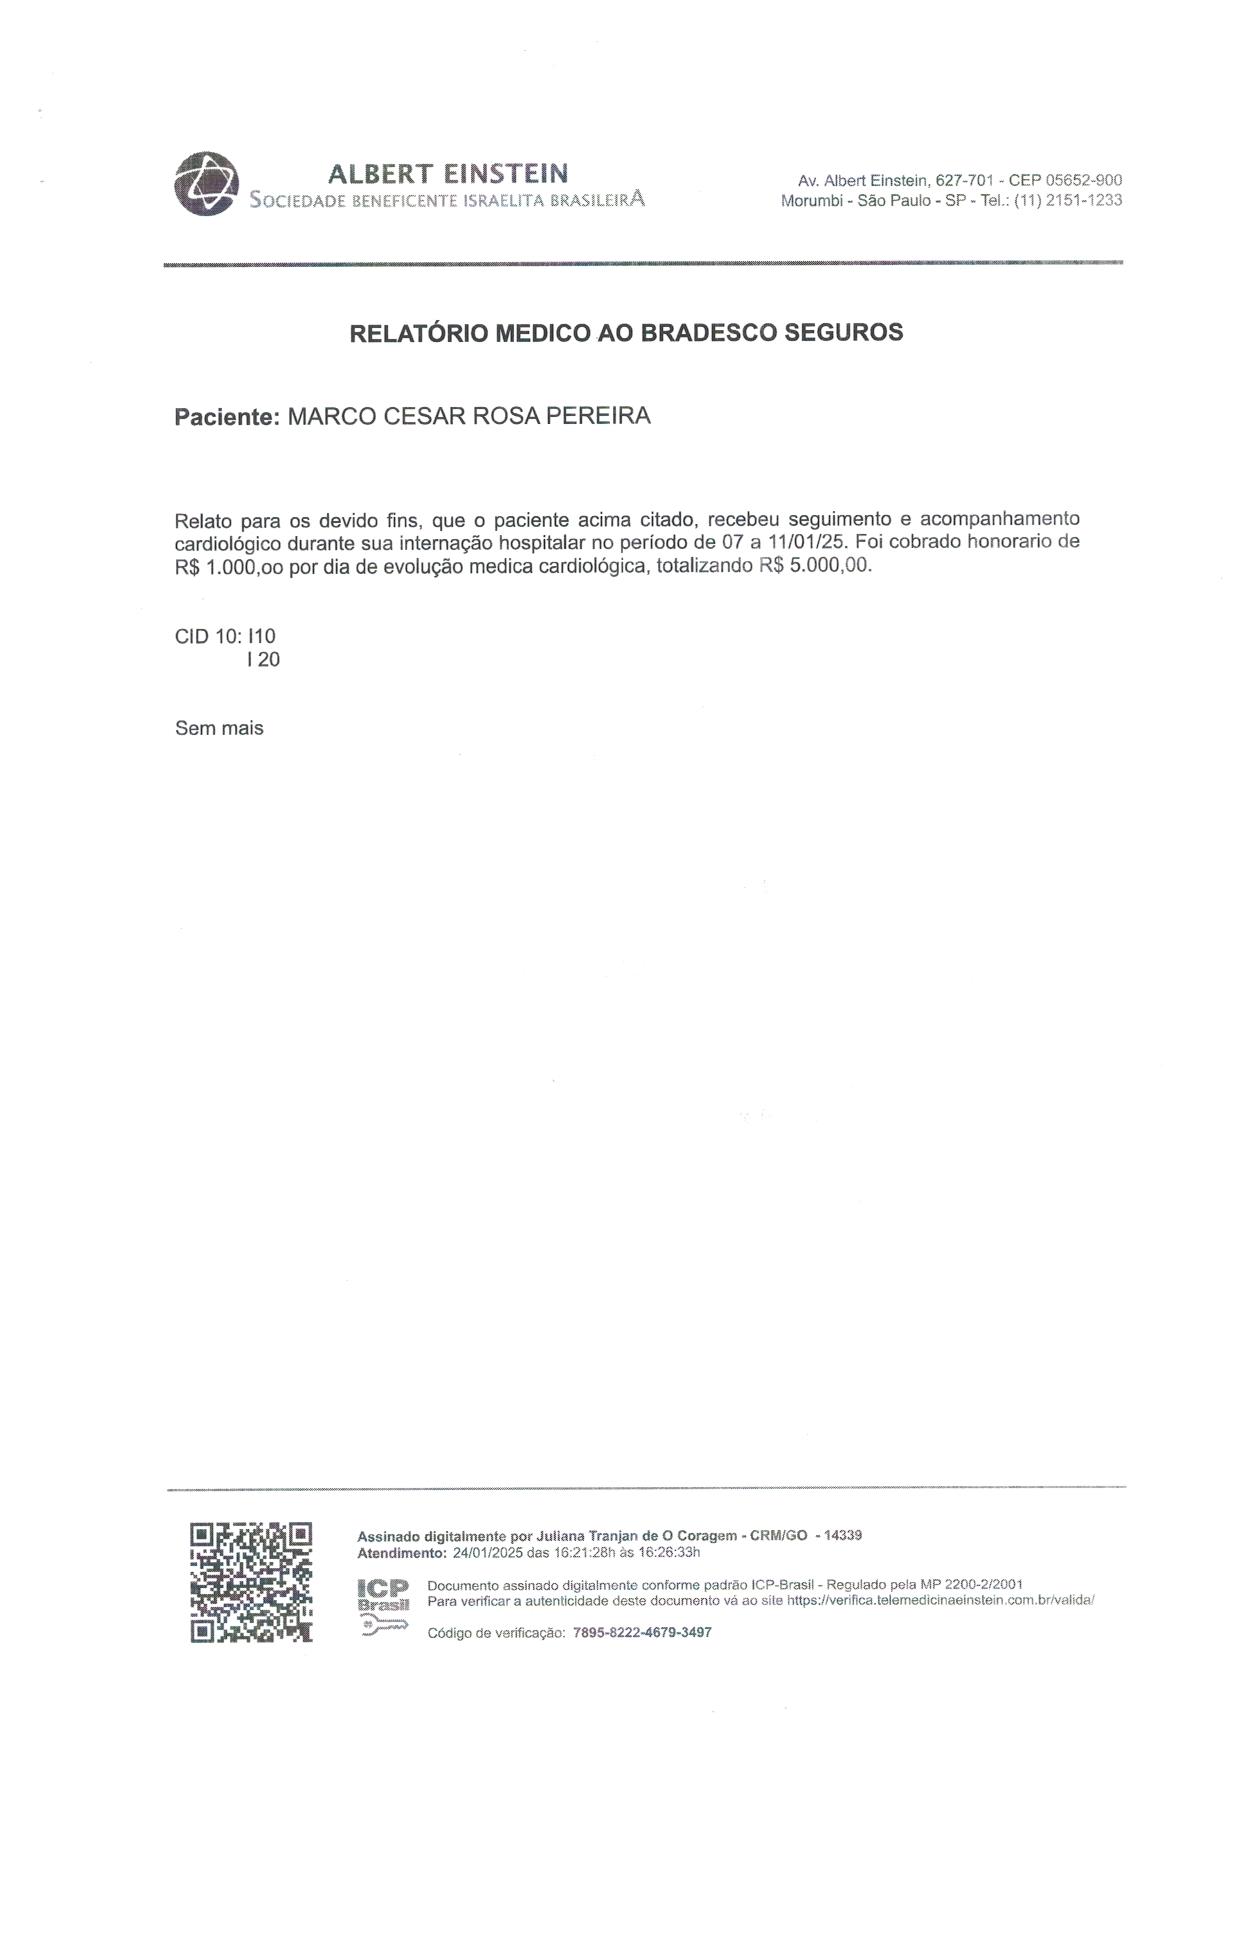 ALBERT EINSTEIN
SOCIEDADE BENEFICENTE ISRAELITA BRASILEIRA
Av. Albert Einstein, 627-701 - CEP 05652-900
Morumbi - São Paulo - SP - Tel.: (11) 2151-1233
RELATÓRIO MEDICO AO BRADESCO SEGUROS
Paciente: MARCO CESAR ROSA PEREIRA
Relato para os devido fins, que o paciente acima citado, recebeu seguimento e acompanhamento
cardiológico durante sua internação hospitalar no período de 07 a 11/01/25. Foi cobrado honorario de
R$ 1.000,oo por dia de evolução medica cardiológica, totalizando R$ 5.000,00.
CID 10: I10
I 20
Sem mais
Assinado digitalmente por Juliana Tranjan de O Coragem - CRM/GO - 14339
Atendimento: 24/01/2025 das 16:21:28h às 16:26:33h
ICP
Brasil
Documento assinado digitalmente conforme padrão ICP-Brasil - Regulado pela MP 2200-2/2001
Para verificar a autenticidade deste documento vá ao site https://verifica.telemedicinaeinstein.com.br/valida/
Código de verificação: 7895-8222-4679-3497